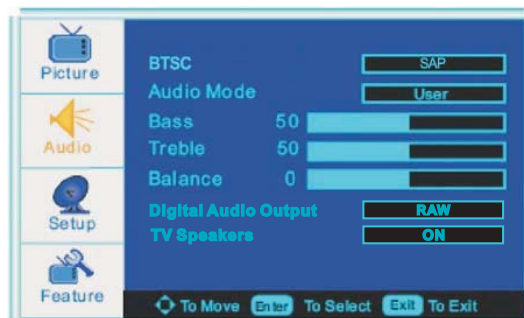 Picture
Audio
Setup
Feature
BTSC SAP
Audio Mode User
Bass 50
Treble 50
Balance 0
Digital Audio Output RAW
TV Speakers ON
To Move Enter To Select Exit To Exit